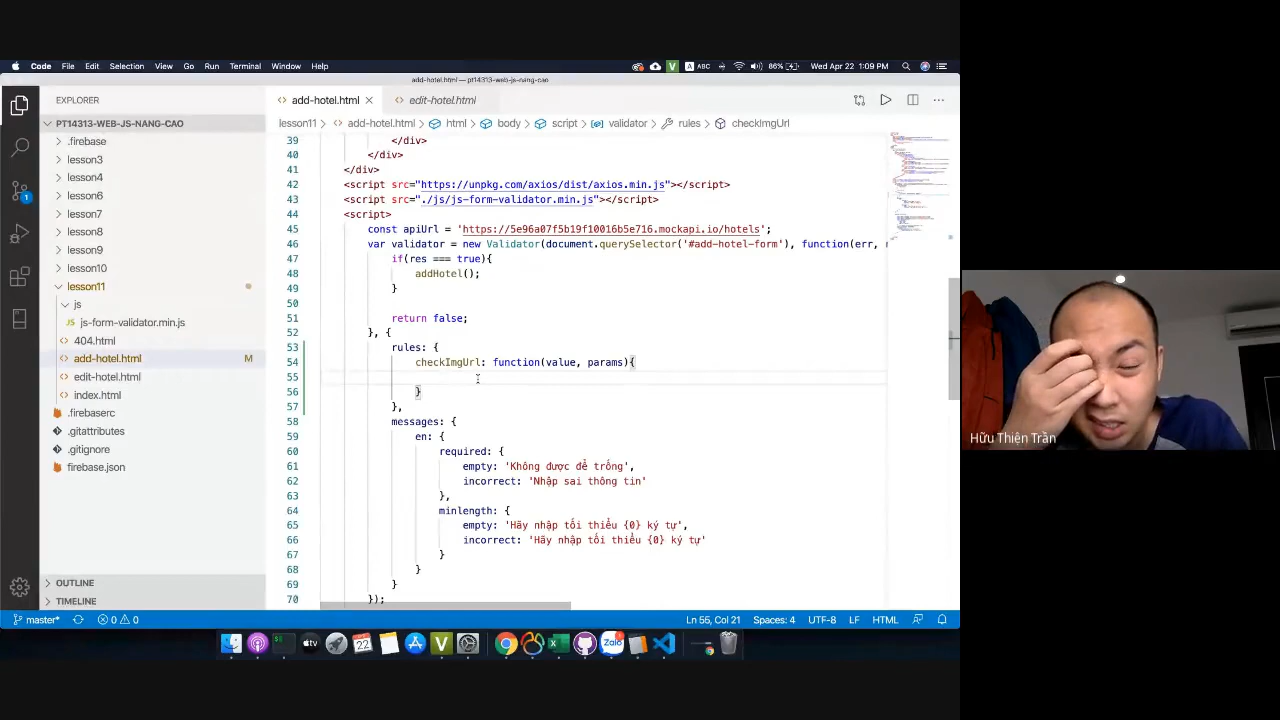 Code File Edit Selection View Go Run Terminal Window Help
V A ABC 86% Wed Apr 22 1:09 PM
add-hotel.html — pt14313-web-js-nang-cao
EXPLORER
PT14313-WEB-JS-NANG-CAO
.firebase
lesson3
lesson4
lesson6
lesson7
lesson8
lesson9
lesson10
lesson11
js
js-form-validator.min.js
404.html
add-hotel.html M
edit-hotel.html
index.html
.firebaserc
.gitattributes
.gitignore
firebase.json
OUTLINE
TIMELINE
1
add-hotel.html edit-hotel.html
lesson11 > add-hotel.html > html > body > script > validator > rules > checkImgUrl
39 </div>
40 </div>
41 </div>
42 <script src="https://unpkg.com/axios/dist/axios.min.js"></script>
43 <script src="./js/js-form-validator.min.js"></script>
44 <script>
45 const apiUrl = 'https://5e96a07f5b19f10016b5e715.mockapi.io/hotels';
46 var validator = new Validator(document.querySelector('#add-hotel-form'), function(err,
47 if(res === true){
48 addHotel();
49 }
50
51 return false;
52 }, {
53 rules: {
54 checkImgUrl: function(value, params){
55
56 }
57 },
58 messages: {
59 en: {
60 required: {
61 empty: 'Không được để trống',
62 incorrect: 'Nhập sai thông tin'
63 },
64 minlength: {
65 empty: 'Hãy nhập tối thiểu {0} ký tự',
66 incorrect: 'Hãy nhập tối thiểu {0} ký tự'
67 }
68 }
69 }
70 });
master* 0 0 Ln 55, Col 21 Spaces: 4 UTF-8 LF HTML
22 tv V Zalo
Hữu Thiện Trần